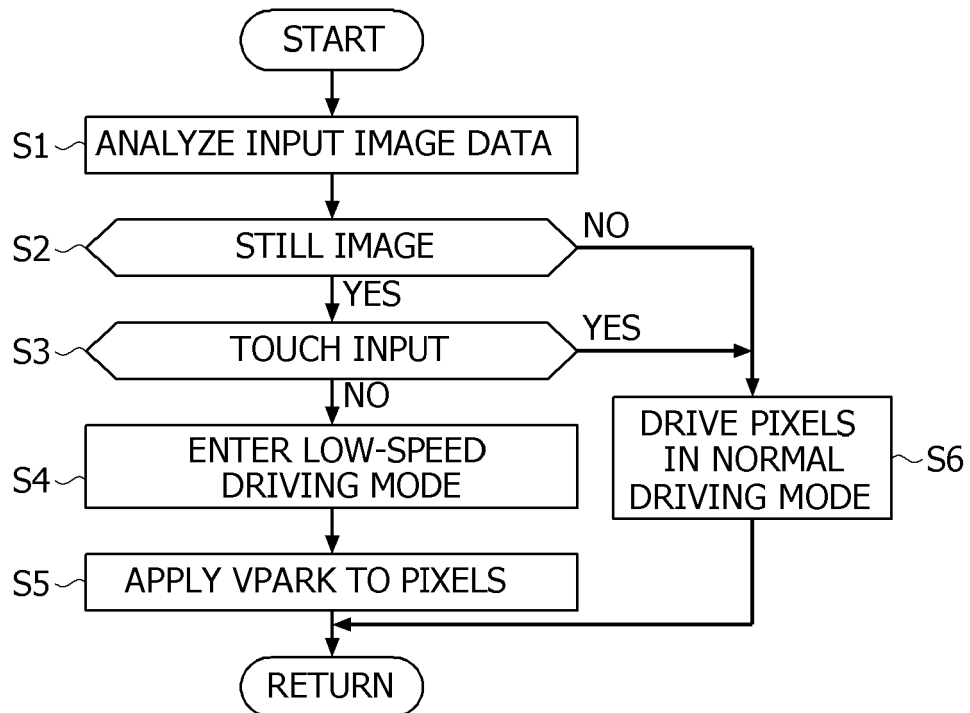 START
S1
ANALYZE INPUT IMAGE DATA
S2
STILL IMAGE
NO
YES
S3
TOUCH INPUT
YES
NO
S4
ENTER LOW-SPEED
DRIVING MODE
DRIVE PIXELS
IN NORMAL
DRIVING MODE
S6
S5
APPLY VPARK TO PIXELS
RETURN